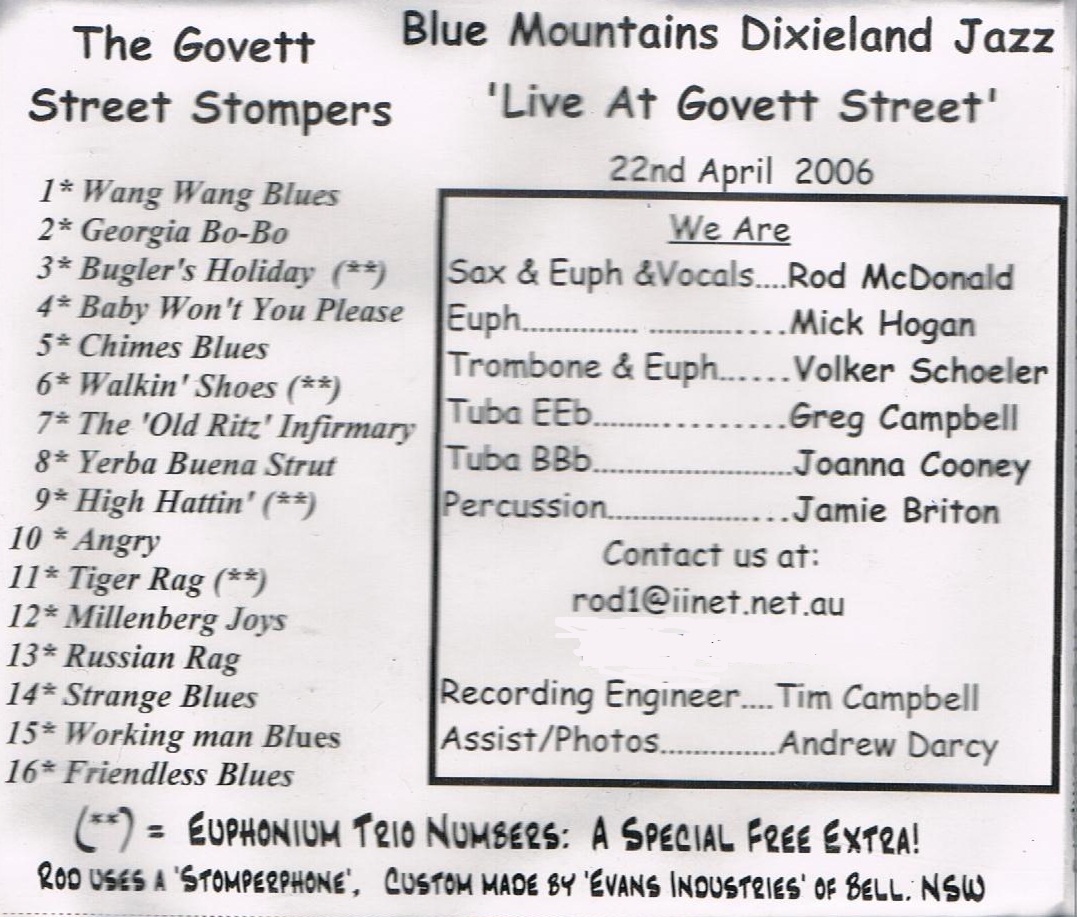 The Govett
Street Stompers
1* Wang Wang Blues
2* Georgia Bo-Bo
3* Bugler's Holiday (**)
4* Baby Won't You Please
5* Chimes Blues
6* Walkin' Shoes (**)
7* The 'Old Ritz' Infirmary
8* Yerba Buena Strut
9* High Hattin' (**)
10 * Angry
11* Tiger Rag (**)
12* Millenberg Joys
13* Russian Rag
14* Strange Blues
15* Working man Blues
16* Friendless Blues
Blue Mountains Dixieland Jazz
'Live At Govett Street'
22nd April 2006
We Are
Sax & Euph &Vocals....Rod McDonald
Euph.............. ................Mick Hogan
Trombone & Euph.......Volker Schoeler
Tuba EEb.......................Greg Campbell
Tuba BBb........................Joanna Cooney
Percussion......................Jamie Briton
Contact us at:
rod1@iinet.net.au
Recording Engineer....Tim Campbell
Assist/Photos..............Andrew Darcy
(**) = EUPHONIUM TRIO NUMBERS: A SPECIAL FREE EXTRA!
ROD USES A 'STOMPERPHONE', CUSTOM MADE BY 'EVANS INDUSTRIES' OF BELL. NSW